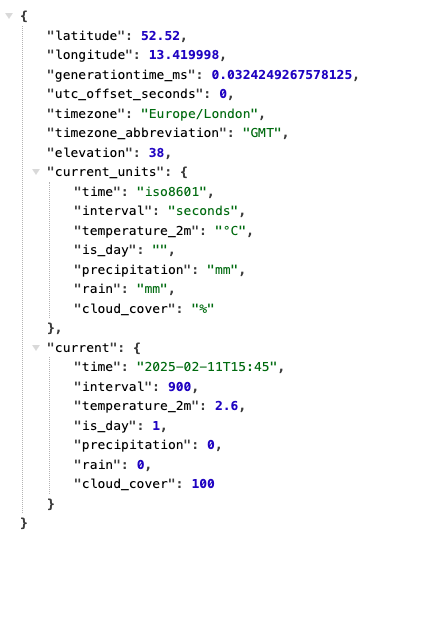 {
"latitude": 52.52,
"longitude": 13.419998,
"generationtime_ms": 0.0324249267578125,
"utc_offset_seconds": 0,
"timezone": "Europe/London",
"timezone_abbreviation": "GMT",
"elevation": 38,
"current_units": {
"time": "iso8601",
"interval": "seconds",
"temperature_2m": "°C",
"is_day": "",
"precipitation": "mm",
"rain": "mm",
"cloud_cover": "%"
},
"current": {
"time": "2025-02-11T15:45",
"interval": 900,
"temperature_2m": 2.6,
"is_day": 1,
"precipitation": 0,
"rain": 0,
"cloud_cover": 100
}
}